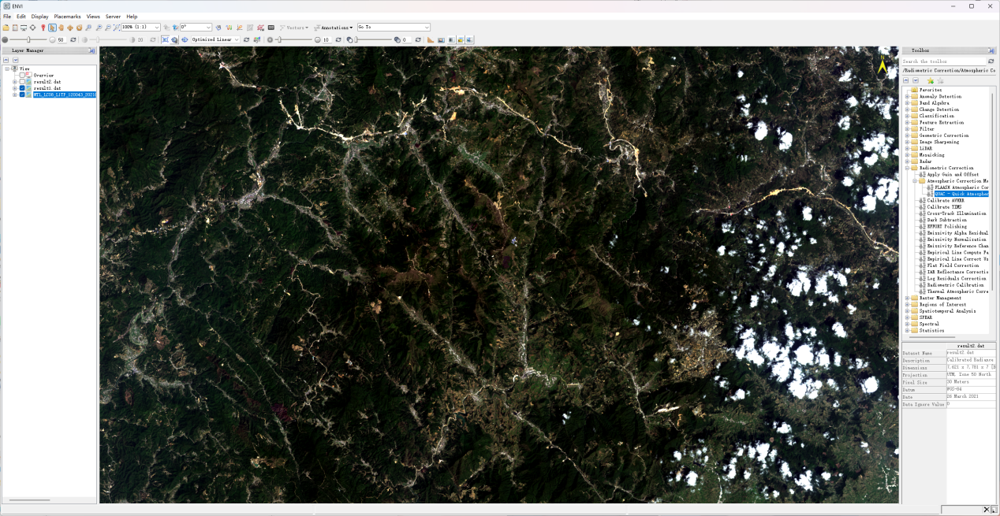 ENVI
File Edit Display Placemarks Views Server Help
100% (1:1) 0° Vectors Annotations Go To
50 20 Optimized Linear 10 0
Layer Manager
View
Overview
result2.dat
result1.dat
MTL_LC08_L1TP_120043_2021
Toolbox
Search the toolbox
/Radiometric Correction/Atmospheric Co
Favorites
Anomaly Detection
Band Algebra
Change Detection
Classification
Feature Extraction
Filter
Geometric Correction
Image Sharpening
LiDAR
Mosaicking
Radar
Radiometric Correction
Apply Gain and Offset
Atmospheric Correction Mo
FLAASH Atmospheric Cor
QUAC - Quick Atmospher
Calibrate AVHRR
Calibrate TIMS
Cross-Track Illumination
Dark Subtraction
EFFORT Polishing
Emissivity Alpha Residual
Emissivity Normalization
Emissivity Reference Chan
Empirical Line Compute Fa
Empirical Line Correct Us
Flat Field Correction
IAR Reflectance Correctio
Log Residuals Correction
Radiometric Calibration
Thermal Atmospheric Corre
Raster Management
Regions of Interest
Spatiotemporal Analysis
SPEAR
Spectral
Statistics
result2.dat
Dataset Name result2.dat
Description Calibrated Radiance
Dimensions 7,621 x 7,781 x 7 [B
Projection UTM, Zone 50 North
Pixel Size 30 Meters
Datum WGS-84
Date 26 March 2021
Data Ignore Value 0